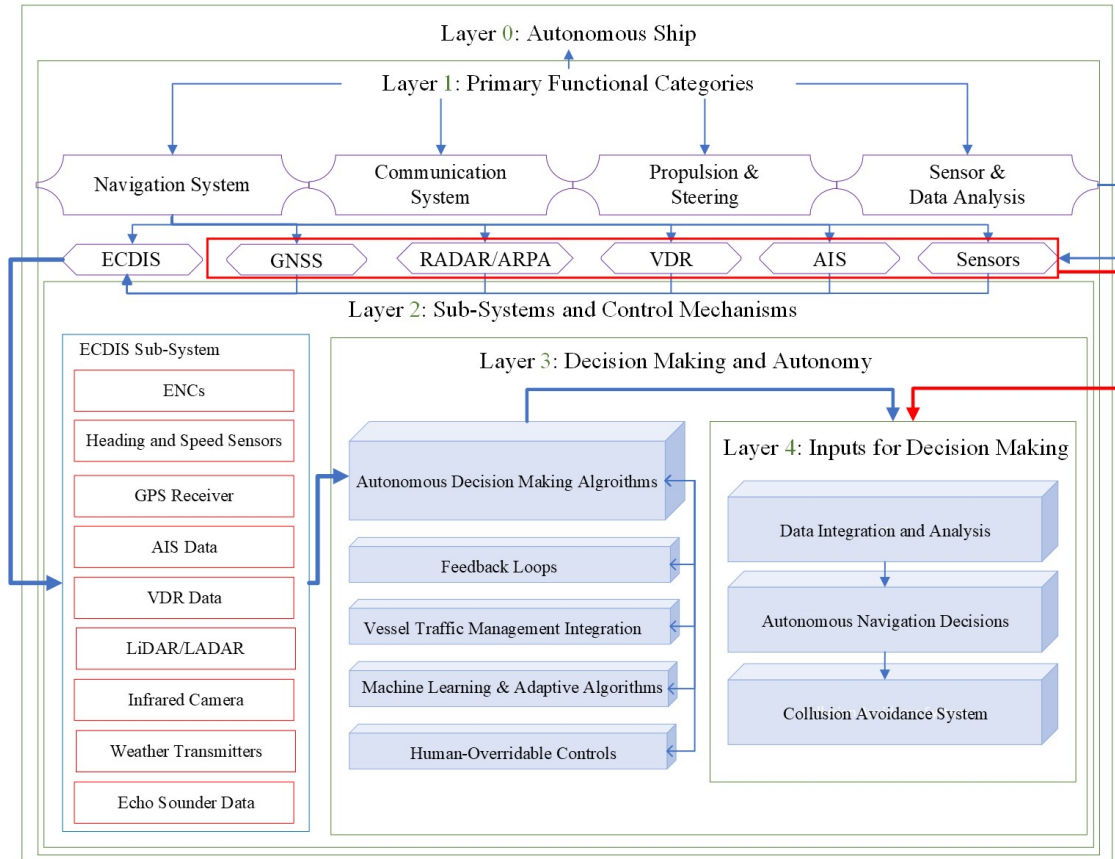 Layer 0: Autonomous Ship
Layer 1: Primary Functional Categories
Navigation System
Communication
System
Propulsion &
Steering
Sensor &
Data Analysis
ECDIS
GNSS
RADAR/ARPA
VDR
AIS
Sensors
Layer 2: Sub-Systems and Control Mechanisms
ECDIS Sub-System
ENCs
Heading and Speed Sensors
GPS Receiver
AIS Data
VDR Data
LiDAR/LADAR
Infrared Camera
Weather Transmitters
Echo Sounder Data
Layer 3: Decision Making and Autonomy
Autonomous Decision Making Algroithms
Feedback Loops
Vessel Traffic Management Integration
Machine Learning & Adaptive Algorithms
Human-Overridable Controls
Layer 4: Inputs for Decision Making
Data Integration and Analysis
Autonomous Navigation Decisions
Collusion Avoidance System